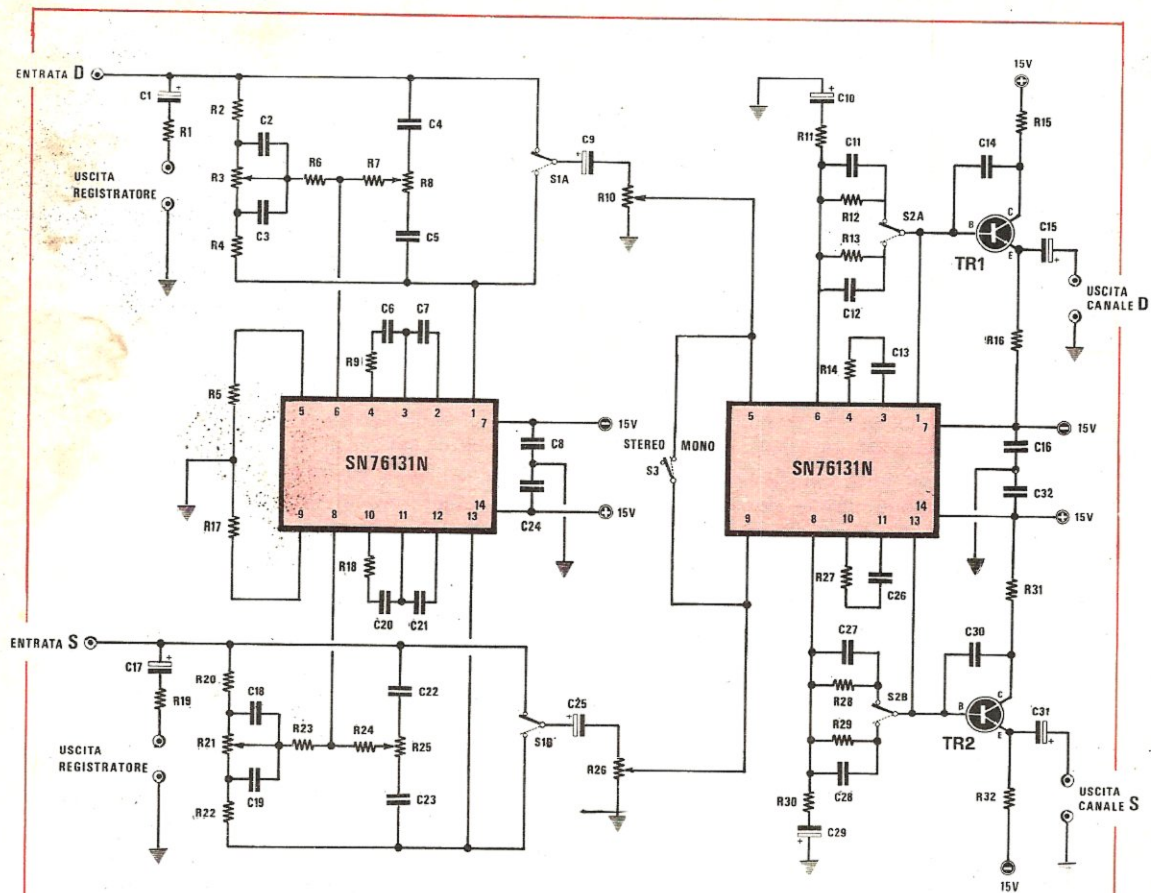 ENTRATA D
C1
R1
USCITA
REGISTRATORE
R2
C2
R3
C3
R4
R6
R7
C4
R8
C5
S1A
C9
R10
C10
R11
C11
R12
R13
C12
S2A
15V
R15
C14
B
C
E
TR1
C15
USCITA
CANALE D
R16
R5
R17
C6
C7
R9
5
6
4
3
2
1
7
SN76131N
14
9
8
10
11
12
13
15V
C8
C24
15V
STEREO
MONO
S3
R14
C13
5
6
4
3
1
7
SN76131N
14
9
8
10
11
13
15V
C16
C32
15V
R18
C20
C21
R27
C26
R31
ENTRATA S
C17
R19
USCITA
REGISTRATORE
R20
C18
R21
C19
R22
R23
R24
C22
R25
C23
S1B
C25
R26
C27
R28
R29
C28
R30
C29
S2B
C30
B
C
E
TR2
C31
R32
USCITA
CANALE S
15V